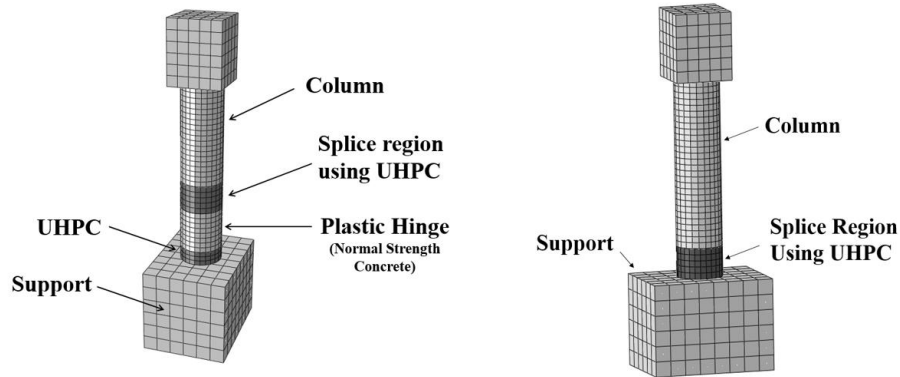 Column
Splice region
using UHPC
UHPC
Plastic Hinge
(Normal Strength
Concrete)
Support
Column
Support
Splice Region
Using UHPC